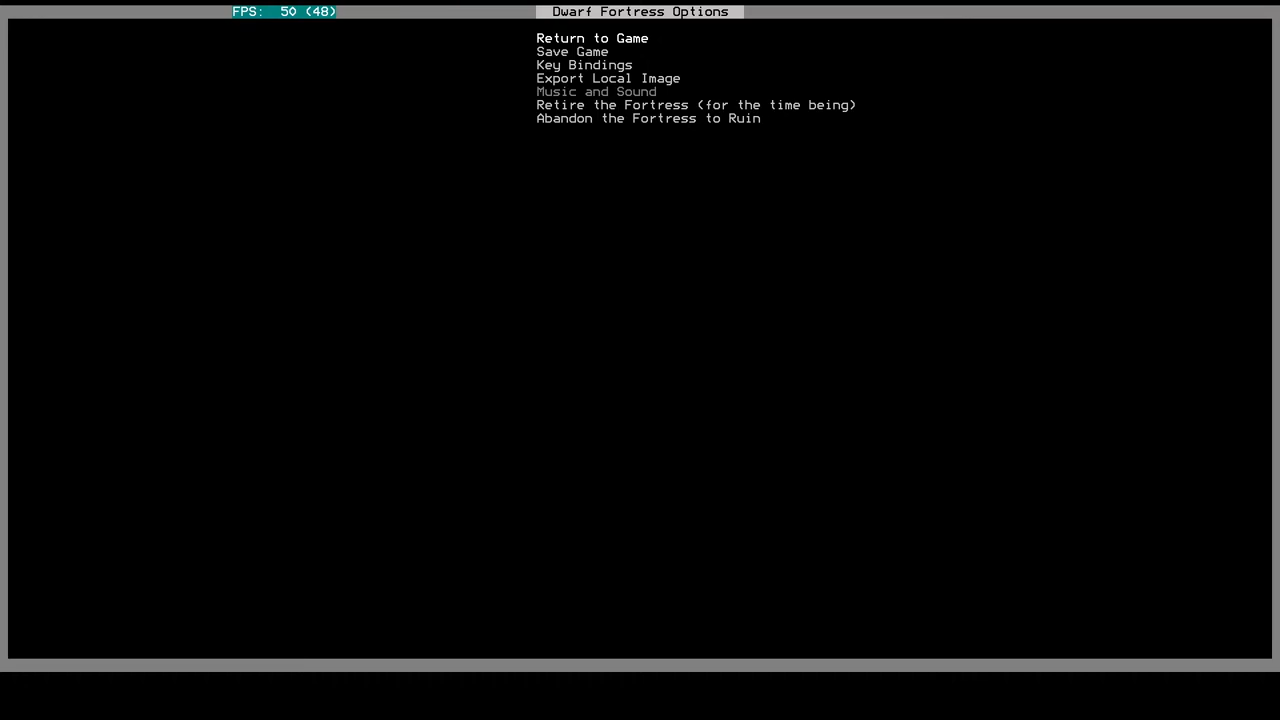 FPS: 50 (48)
Dwarf Fortress Options
Return to Game
Save Game
Key Bindings
Export Local Image
Music and Sound
Retire the Fortress (for the time being)
Abandon the Fortress to Ruin